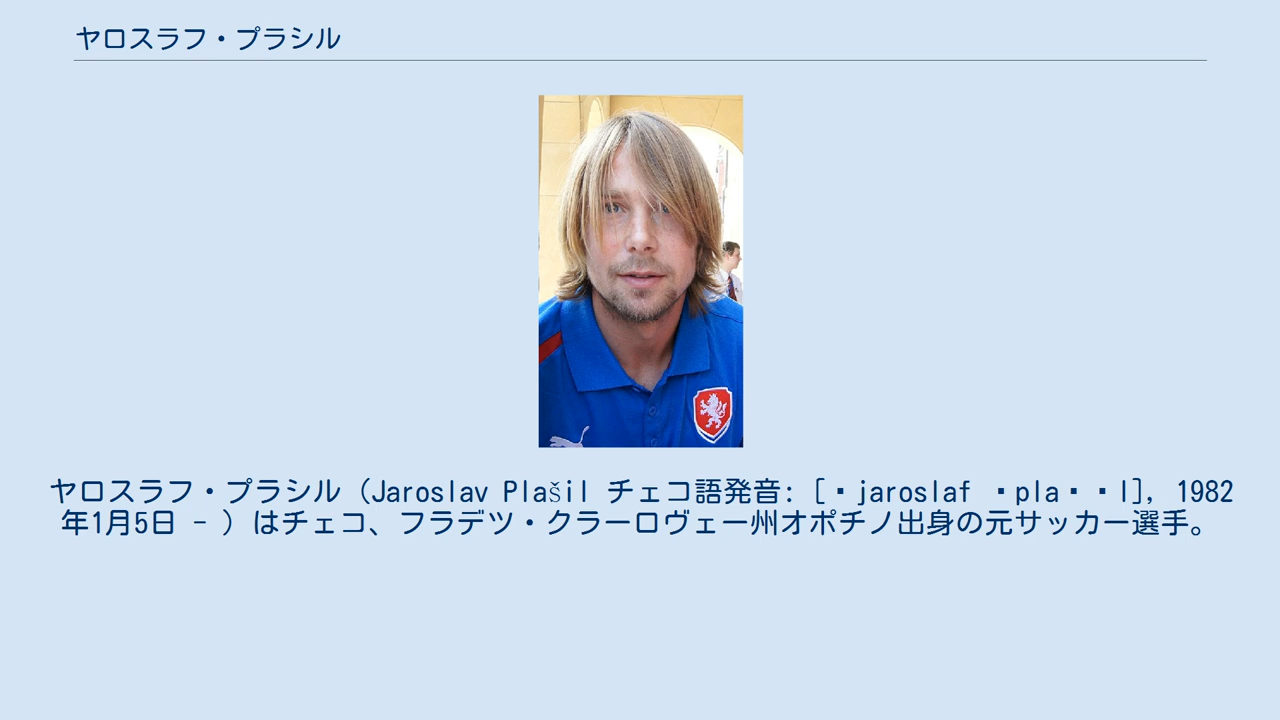 ヤロスラフ・プラシル
ヤロスラフ・プラシル（Jaroslav Plašil チェコ語発音: [▪jaroslaf ▪pla▪▪l], 1982
年1月5日 - ）はチェコ、フラデツ・クラーロヴェー州オポチノ出身の元サッカー選手。